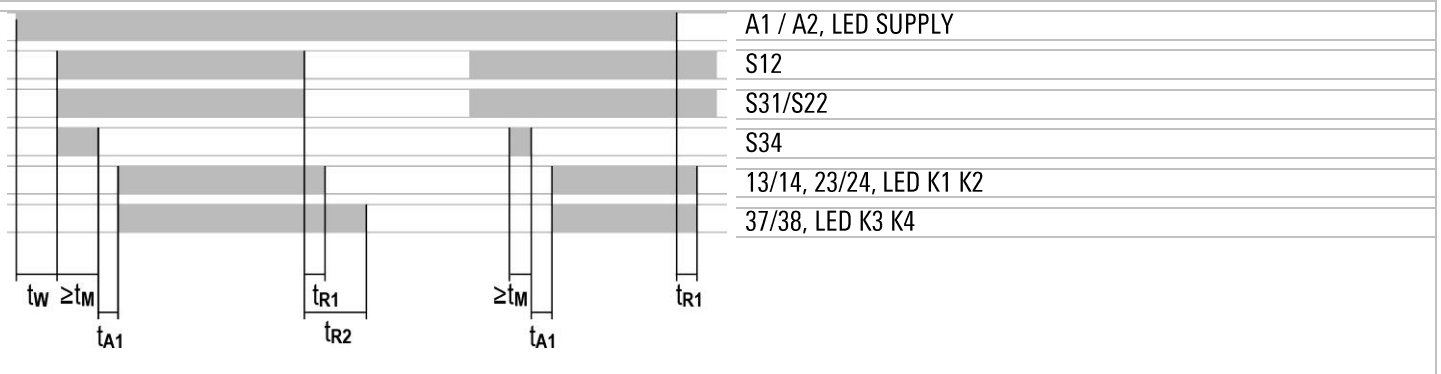 A1 / A2, LED SUPPLY
S12
S31/S22
S34
13/14, 23/24, LED K1 K2
37/38, LED K3 K4
tW ≥tM tR1 ≥tM tR1
tA1 tR2 tA1